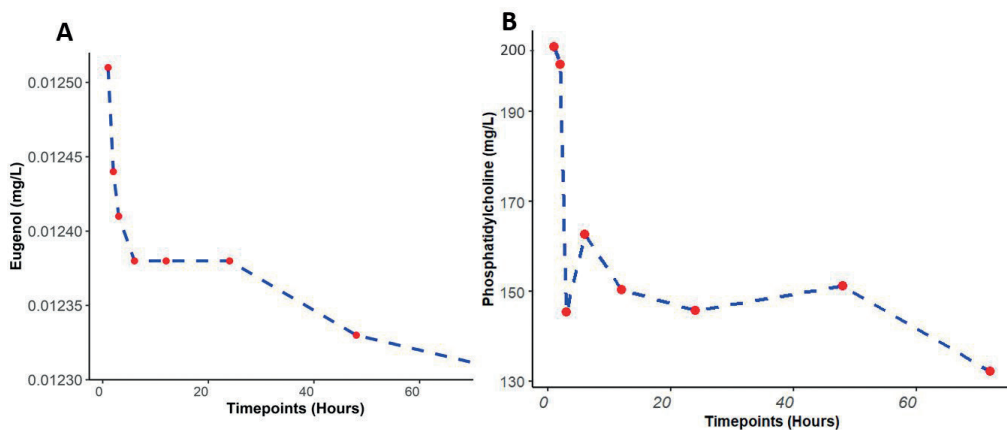 A
Eugenol (mg/L)
0.01250
0.01245
0.01240
0.01235
0.01230
0 20 40 60
Timepoints (Hours)
B
Phosphatidylcholine (mg/L)
200
190
170
150
130
0 20 40 60
Timepoints (Hours)